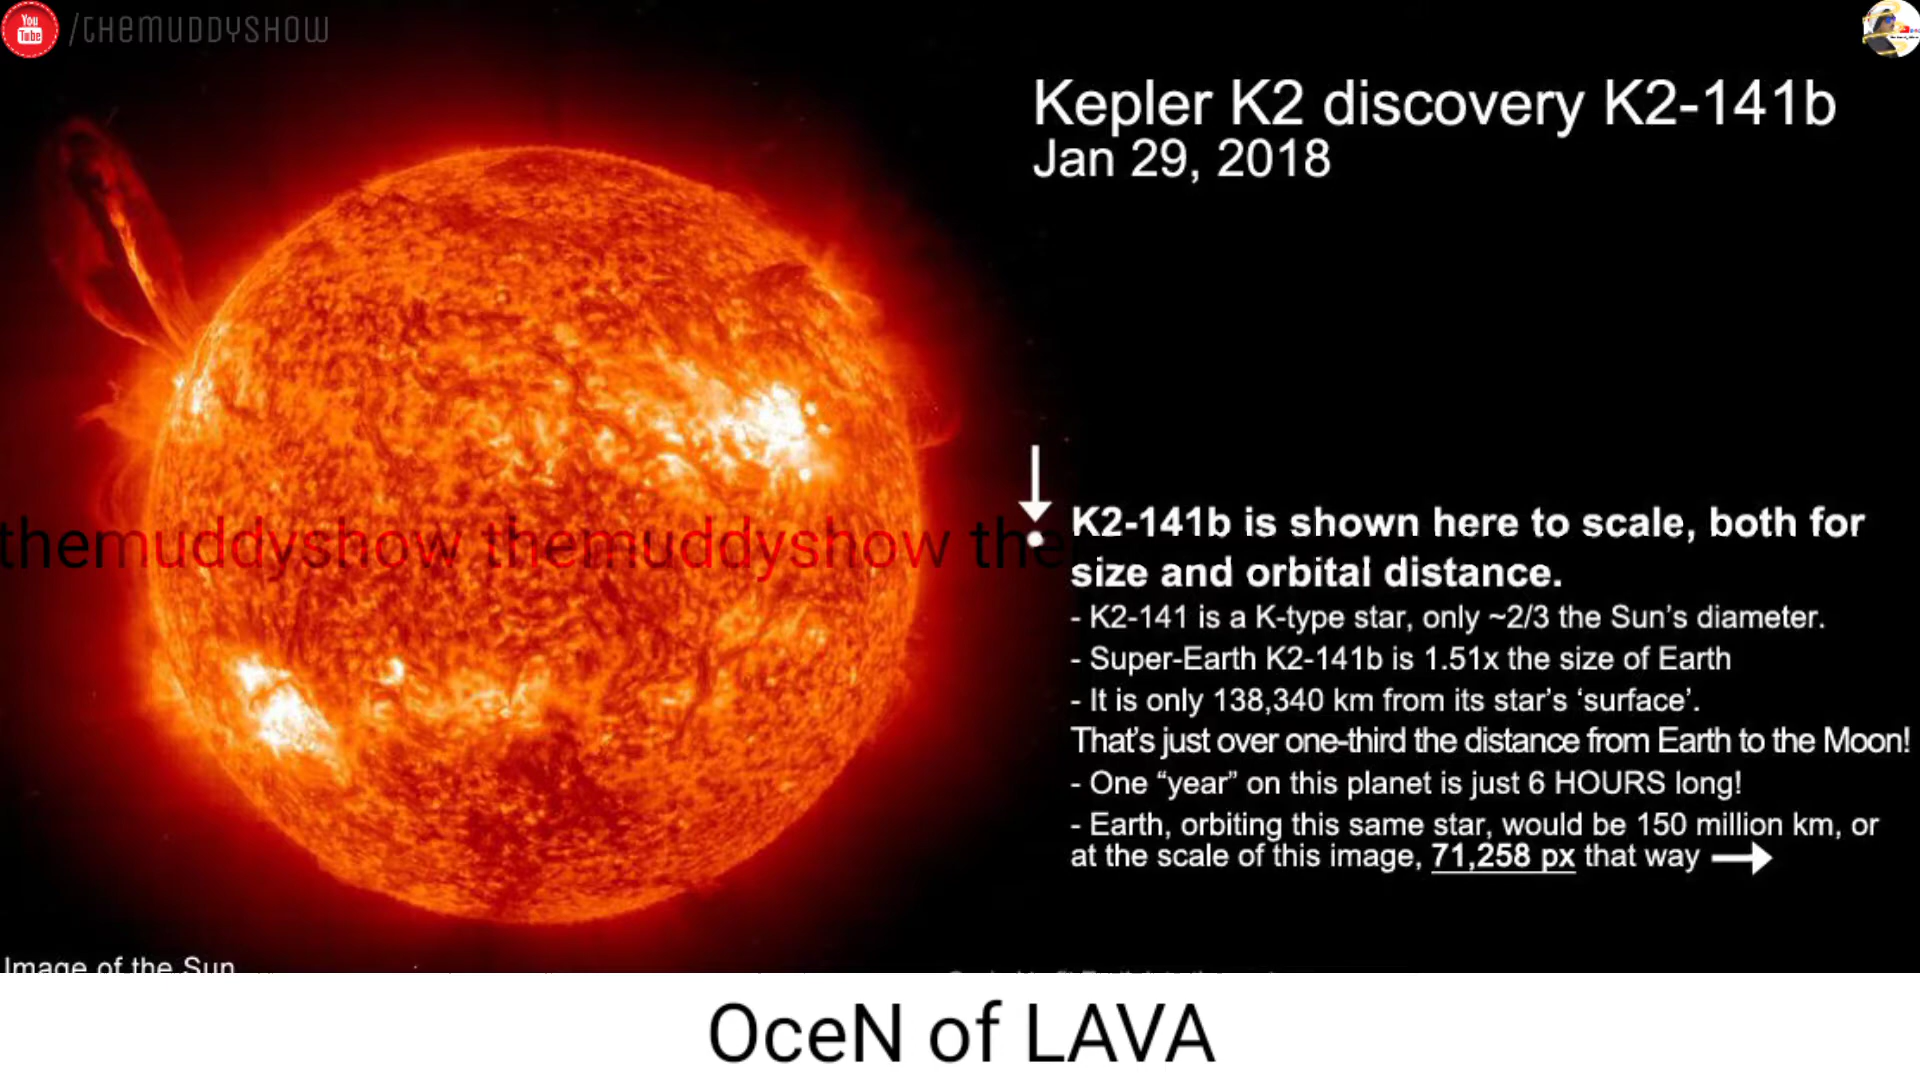 You
Tube
/THEMUDDYSHOW
Kepler K2 discovery K2-141b
Jan 29, 2018
themuddyshow themuddyshow the
K2-141b is shown here to scale, both for
size and orbital distance.
- K2-141 is a K-type star, only ~2/3 the Sun's diameter.
- Super-Earth K2-141b is 1.51x the size of Earth
- It is only 138,340 km from its star's ‘surface’.
That's just over one-third the distance from Earth to the Moon!
- One “year” on this planet is just 6 HOURS long!
- Earth, orbiting this same star, would be 150 million km, or
at the scale of this image, 71,258 px that way
Image of the Sun
OceN of LAVA